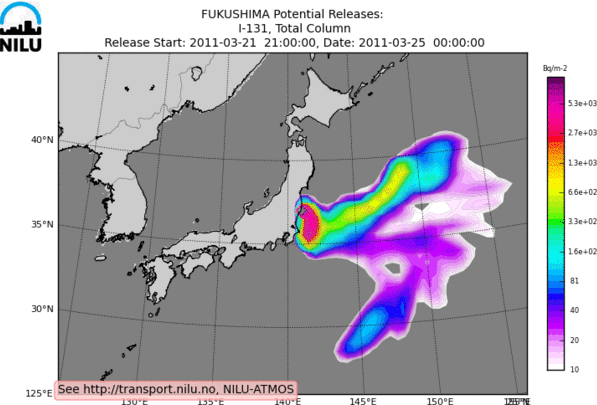 FUKUSHIMA Potential Releases:
I-131, Total Column
Release Start: 2011-03-21 21:00:00, Date: 2011-03-25 00:00:00
NILU
Bq/m-2
5.3e+03
2.7e+03
1.3e+03
6.6e+02
3.3e+02
1.6e+02
81
40
20
10
40°N
35°N
30°N
125°E
130°E
135°E
140°E
145°E
150°E
See http://transport.nilu.no, NILU-ATMOS